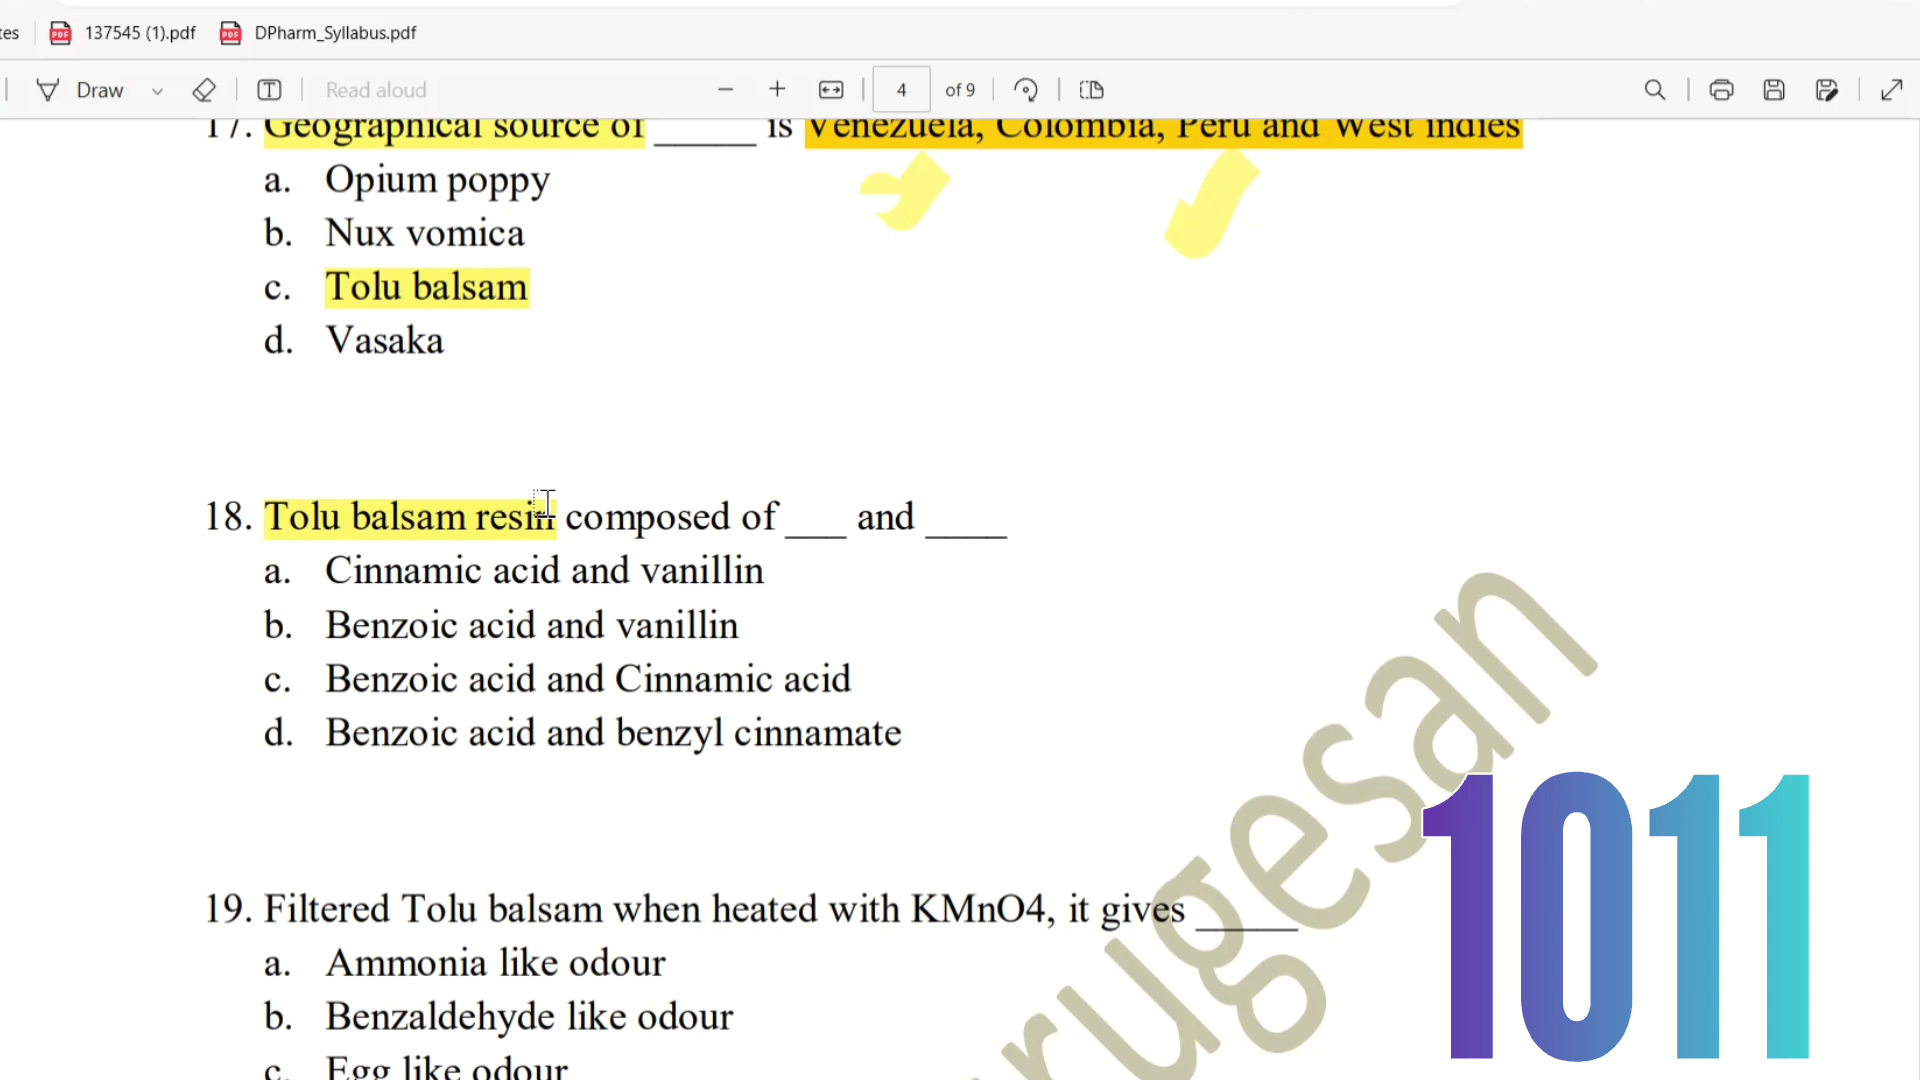 tes 137545 (1).pdf DPharm_Syllabus.pdf
Draw Read aloud 4 of 9
17. Geographical source of _____ is Venezuela, Colombia, Peru and West indies
a. Opium poppy
b. Nux vomica
c. Tolu balsam
d. Vasaka
18. Tolu balsam resin composed of ___ and ____
a. Cinnamic acid and vanillin
b. Benzoic acid and vanillin
c. Benzoic acid and Cinnamic acid
d. Benzoic acid and benzyl cinnamate
19. Filtered Tolu balsam when heated with KMnO4, it gives _____
a. Ammonia like odour
b. Benzaldehyde like odour
c. Egg like odour
rugesan
1011